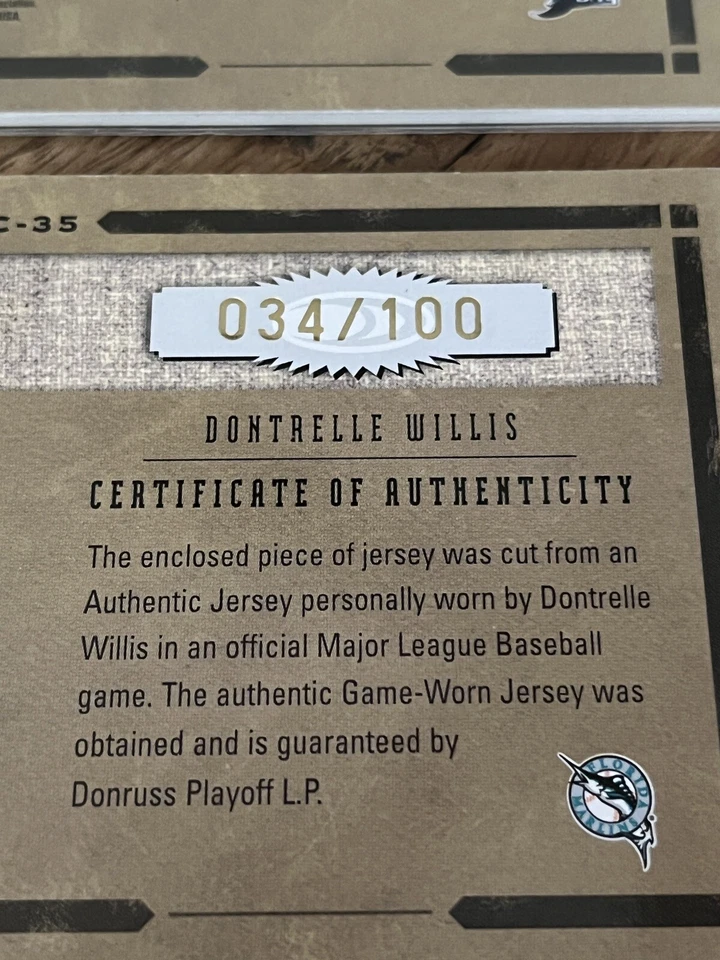 C-35
034/100
DONTRELLE WILLIS
CERTIFICATE OF AUTHENTICITY
The enclosed piece of jersey was cut from an
Authentic Jersey personally worn by Dontrelle
Willis in an official Major League Baseball
game. The authentic Game-Worn Jersey was
obtained and is guaranteed by
Donruss Playoff L.P.
FLORIDA
MARLINS